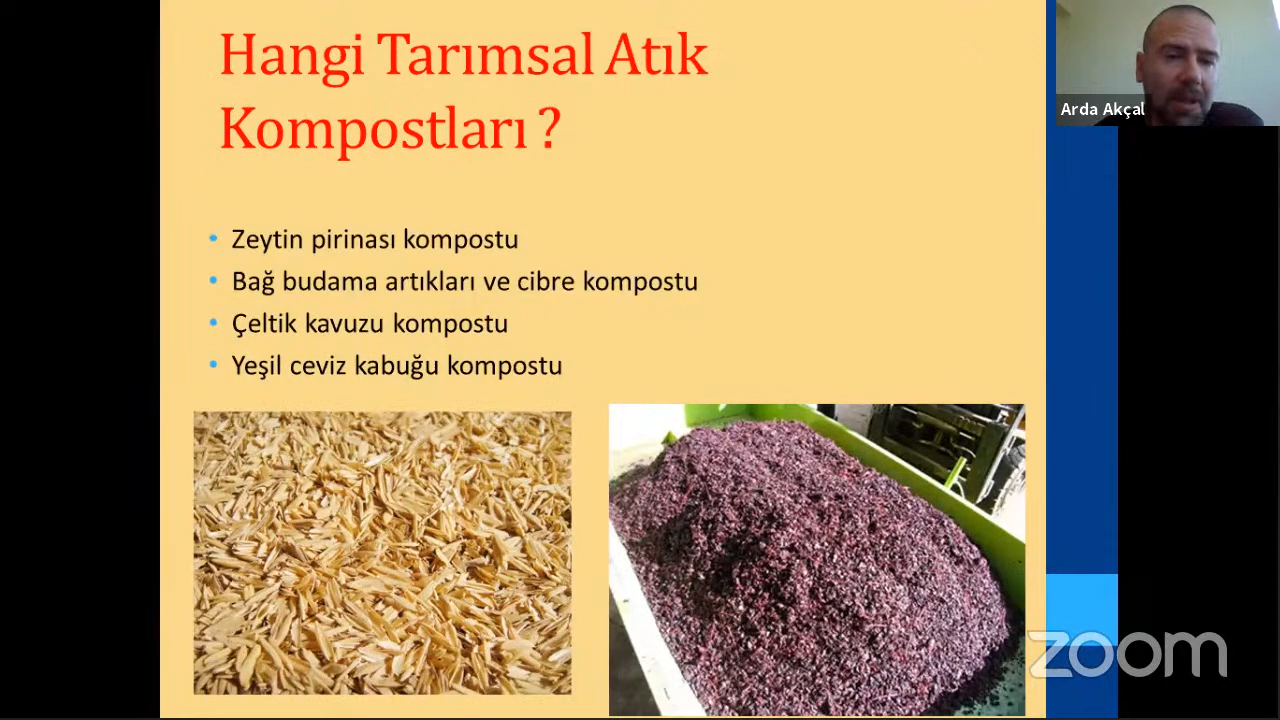 Hangi Tarımsal Atık
Kompostları ?
Arda Akçal
• Zeytin pirinası kompostu
• Bağ budama artıkları ve cibre kompostu
• Çeltik kavuzu kompostu
• Yeşil ceviz kabuğu kompostu
zoom